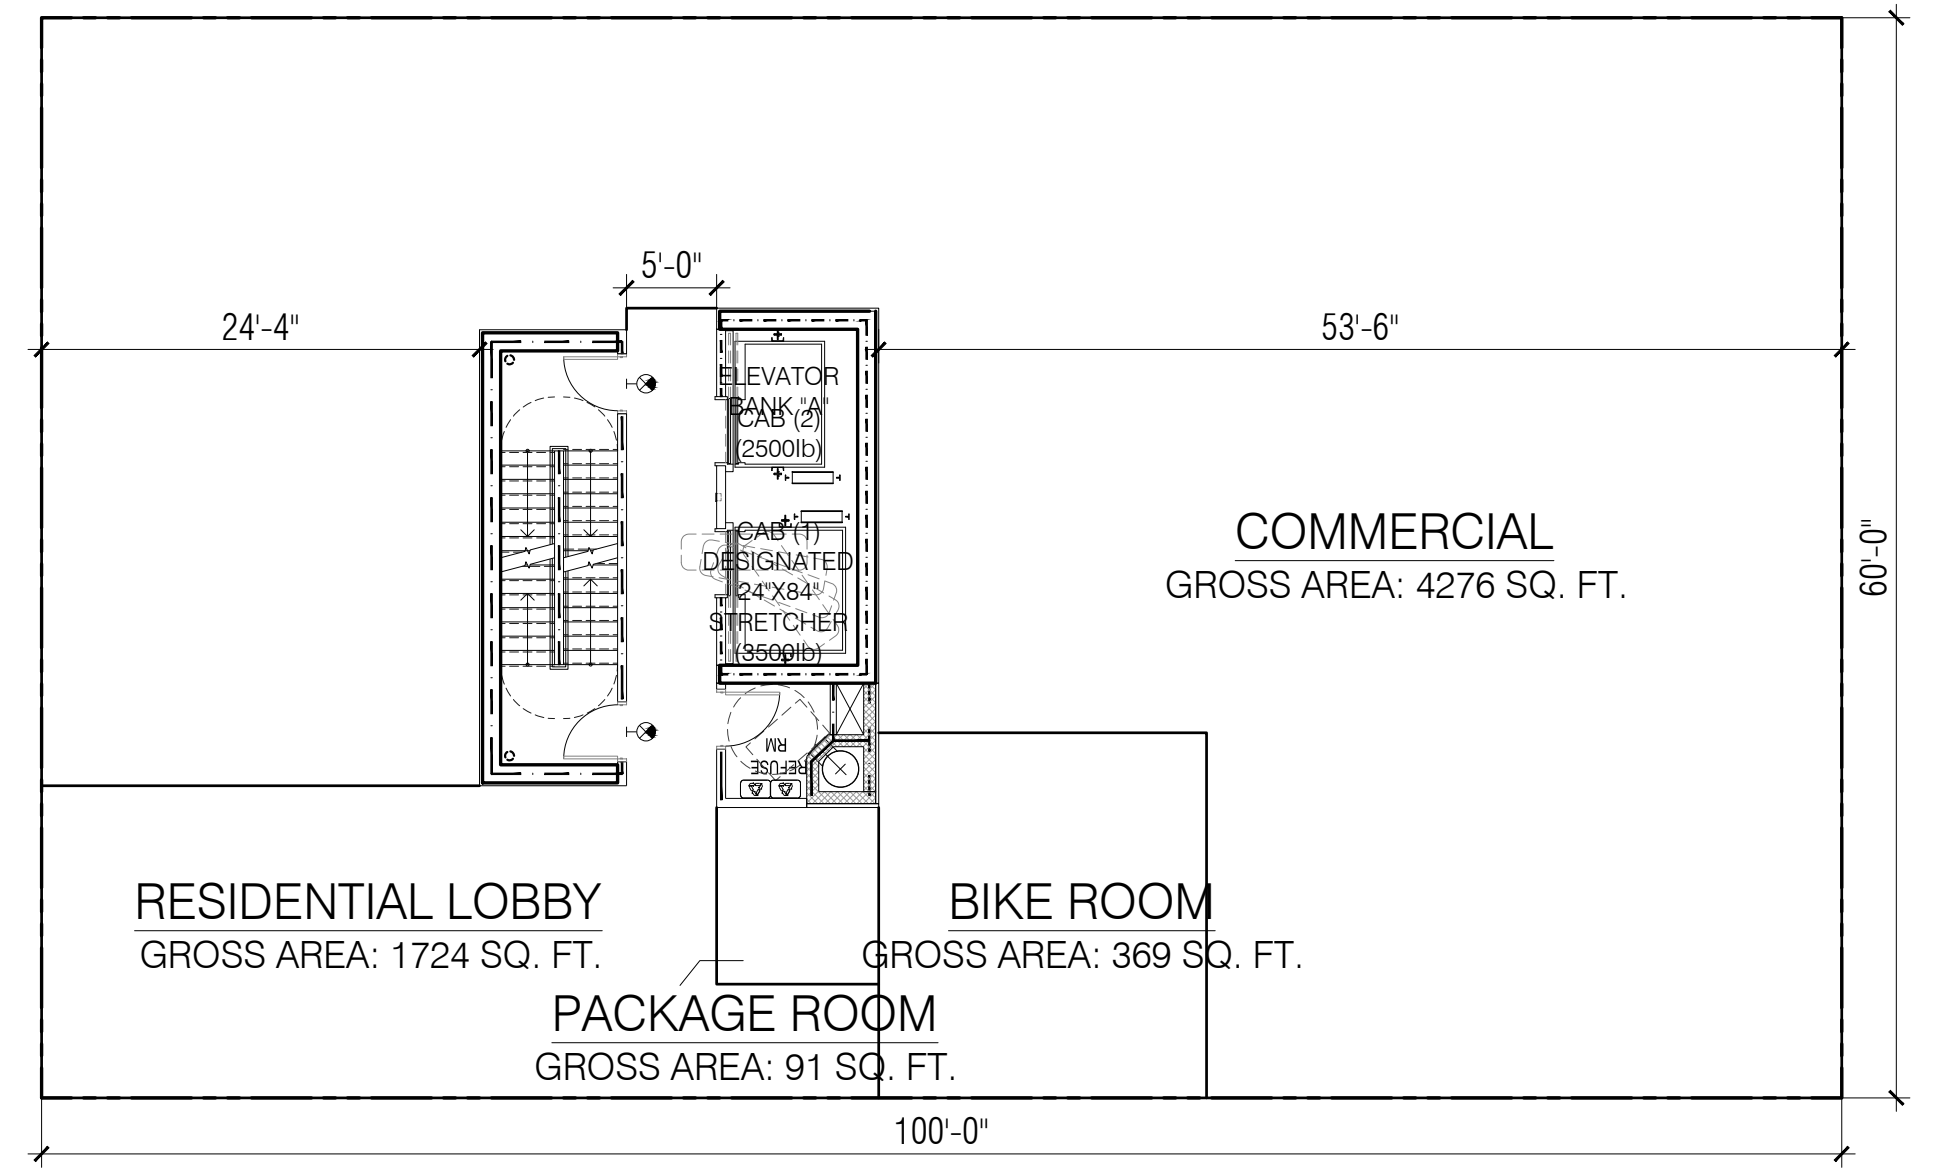 5'-0"
24'-4"
53'-6"
ELEVATOR
BANK "A"
CAB (2)
(2500lb)
CAB (1)
DESIGNATED
24"X84"
STRETCHER
(3500lb)
COMMERCIAL
GROSS AREA: 4276 SQ. FT.
60'-0"
REFUSE
RM
RESIDENTIAL LOBBY
GROSS AREA: 1724 SQ. FT.
BIKE ROOM
GROSS AREA: 369 SQ. FT.
PACKAGE ROOM
GROSS AREA: 91 SQ. FT.
100'-0"